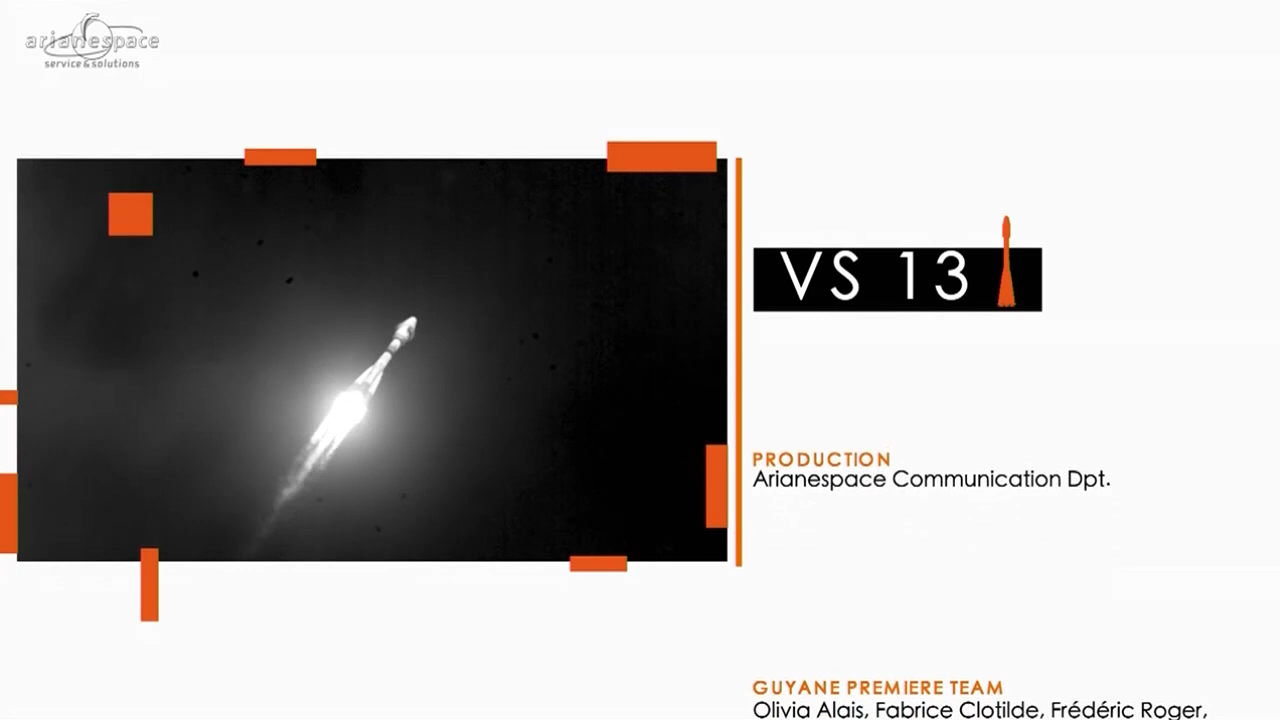 arianespace
service & solutions
VS 13
PRODUCTION
Arianespace Communication Dpt.
GUYANE PREMIERE TEAM
Olivia Alais, Fabrice Clotilde, Frédéric Roger,